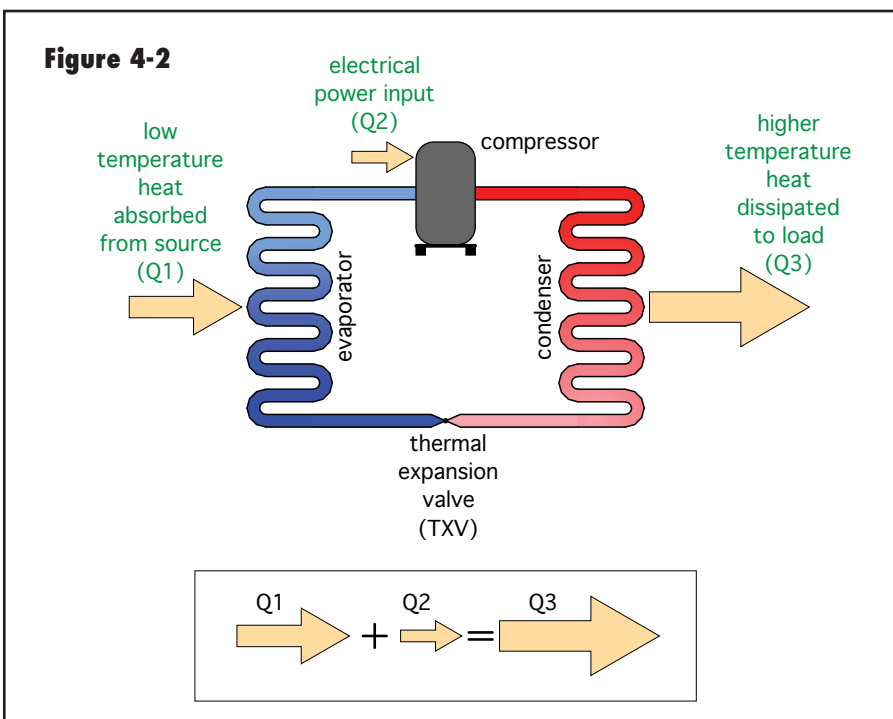 Figure 4-2
electrical
power input
(Q2)
compressor
low
temperature
heat
absorbed
from source
(Q1)
higher
temperature
heat
dissipated
to load
(Q3)
evaporator
condenser
thermal
expansion
valve
(TXV)
Q1 + Q2 = Q3